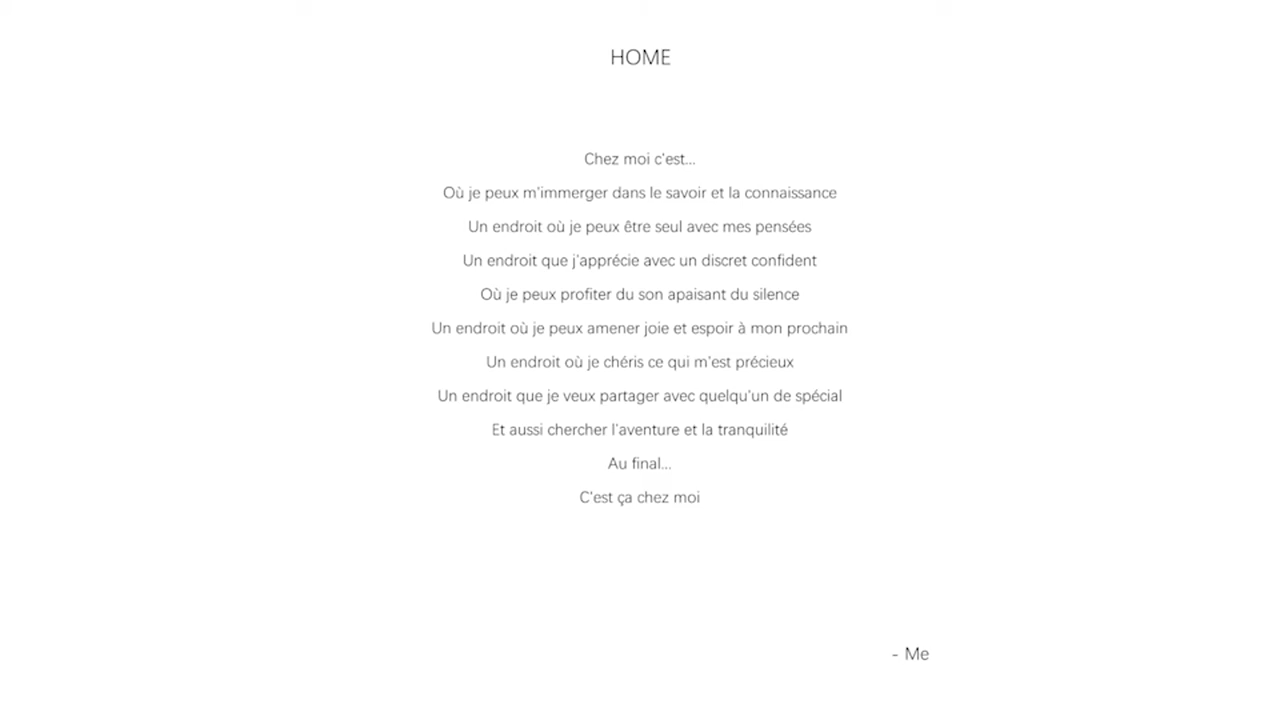 HOME
Chez moi c'est...
Où je peux m'immerger dans le savoir et la connaissance
Un endroit où je peux être seul avec mes pensées
Un endroit que j'apprécie avec un discret confident
Où je peux profiter du son apaisant du silence
Un endroit où je peux amener joie et espoir à mon prochain
Un endroit où je chéris ce qui m'est précieux
Un endroit que je veux partager avec quelqu'un de spécial
Et aussi chercher l'aventure et la tranquilité
Au final...
C'est ça chez moi
- Me